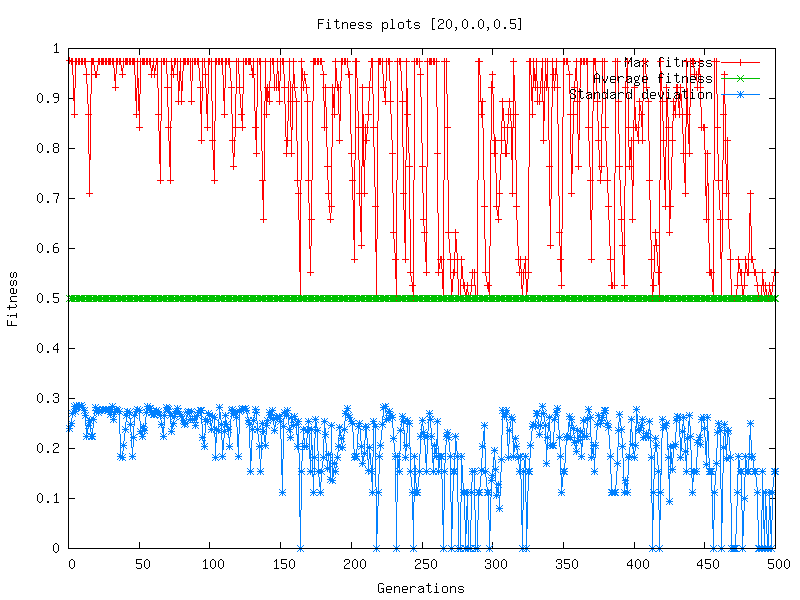 Fitness plots [20,0.0,0.5]
1
0.9
0.8
0.7
0.6
0.5
0.4
0.3
0.2
0.1
0
Fitness
Max fitness
Average fitness
Standard deviation
0 50 100 150 200 250 300 350 400 450 500
Generations